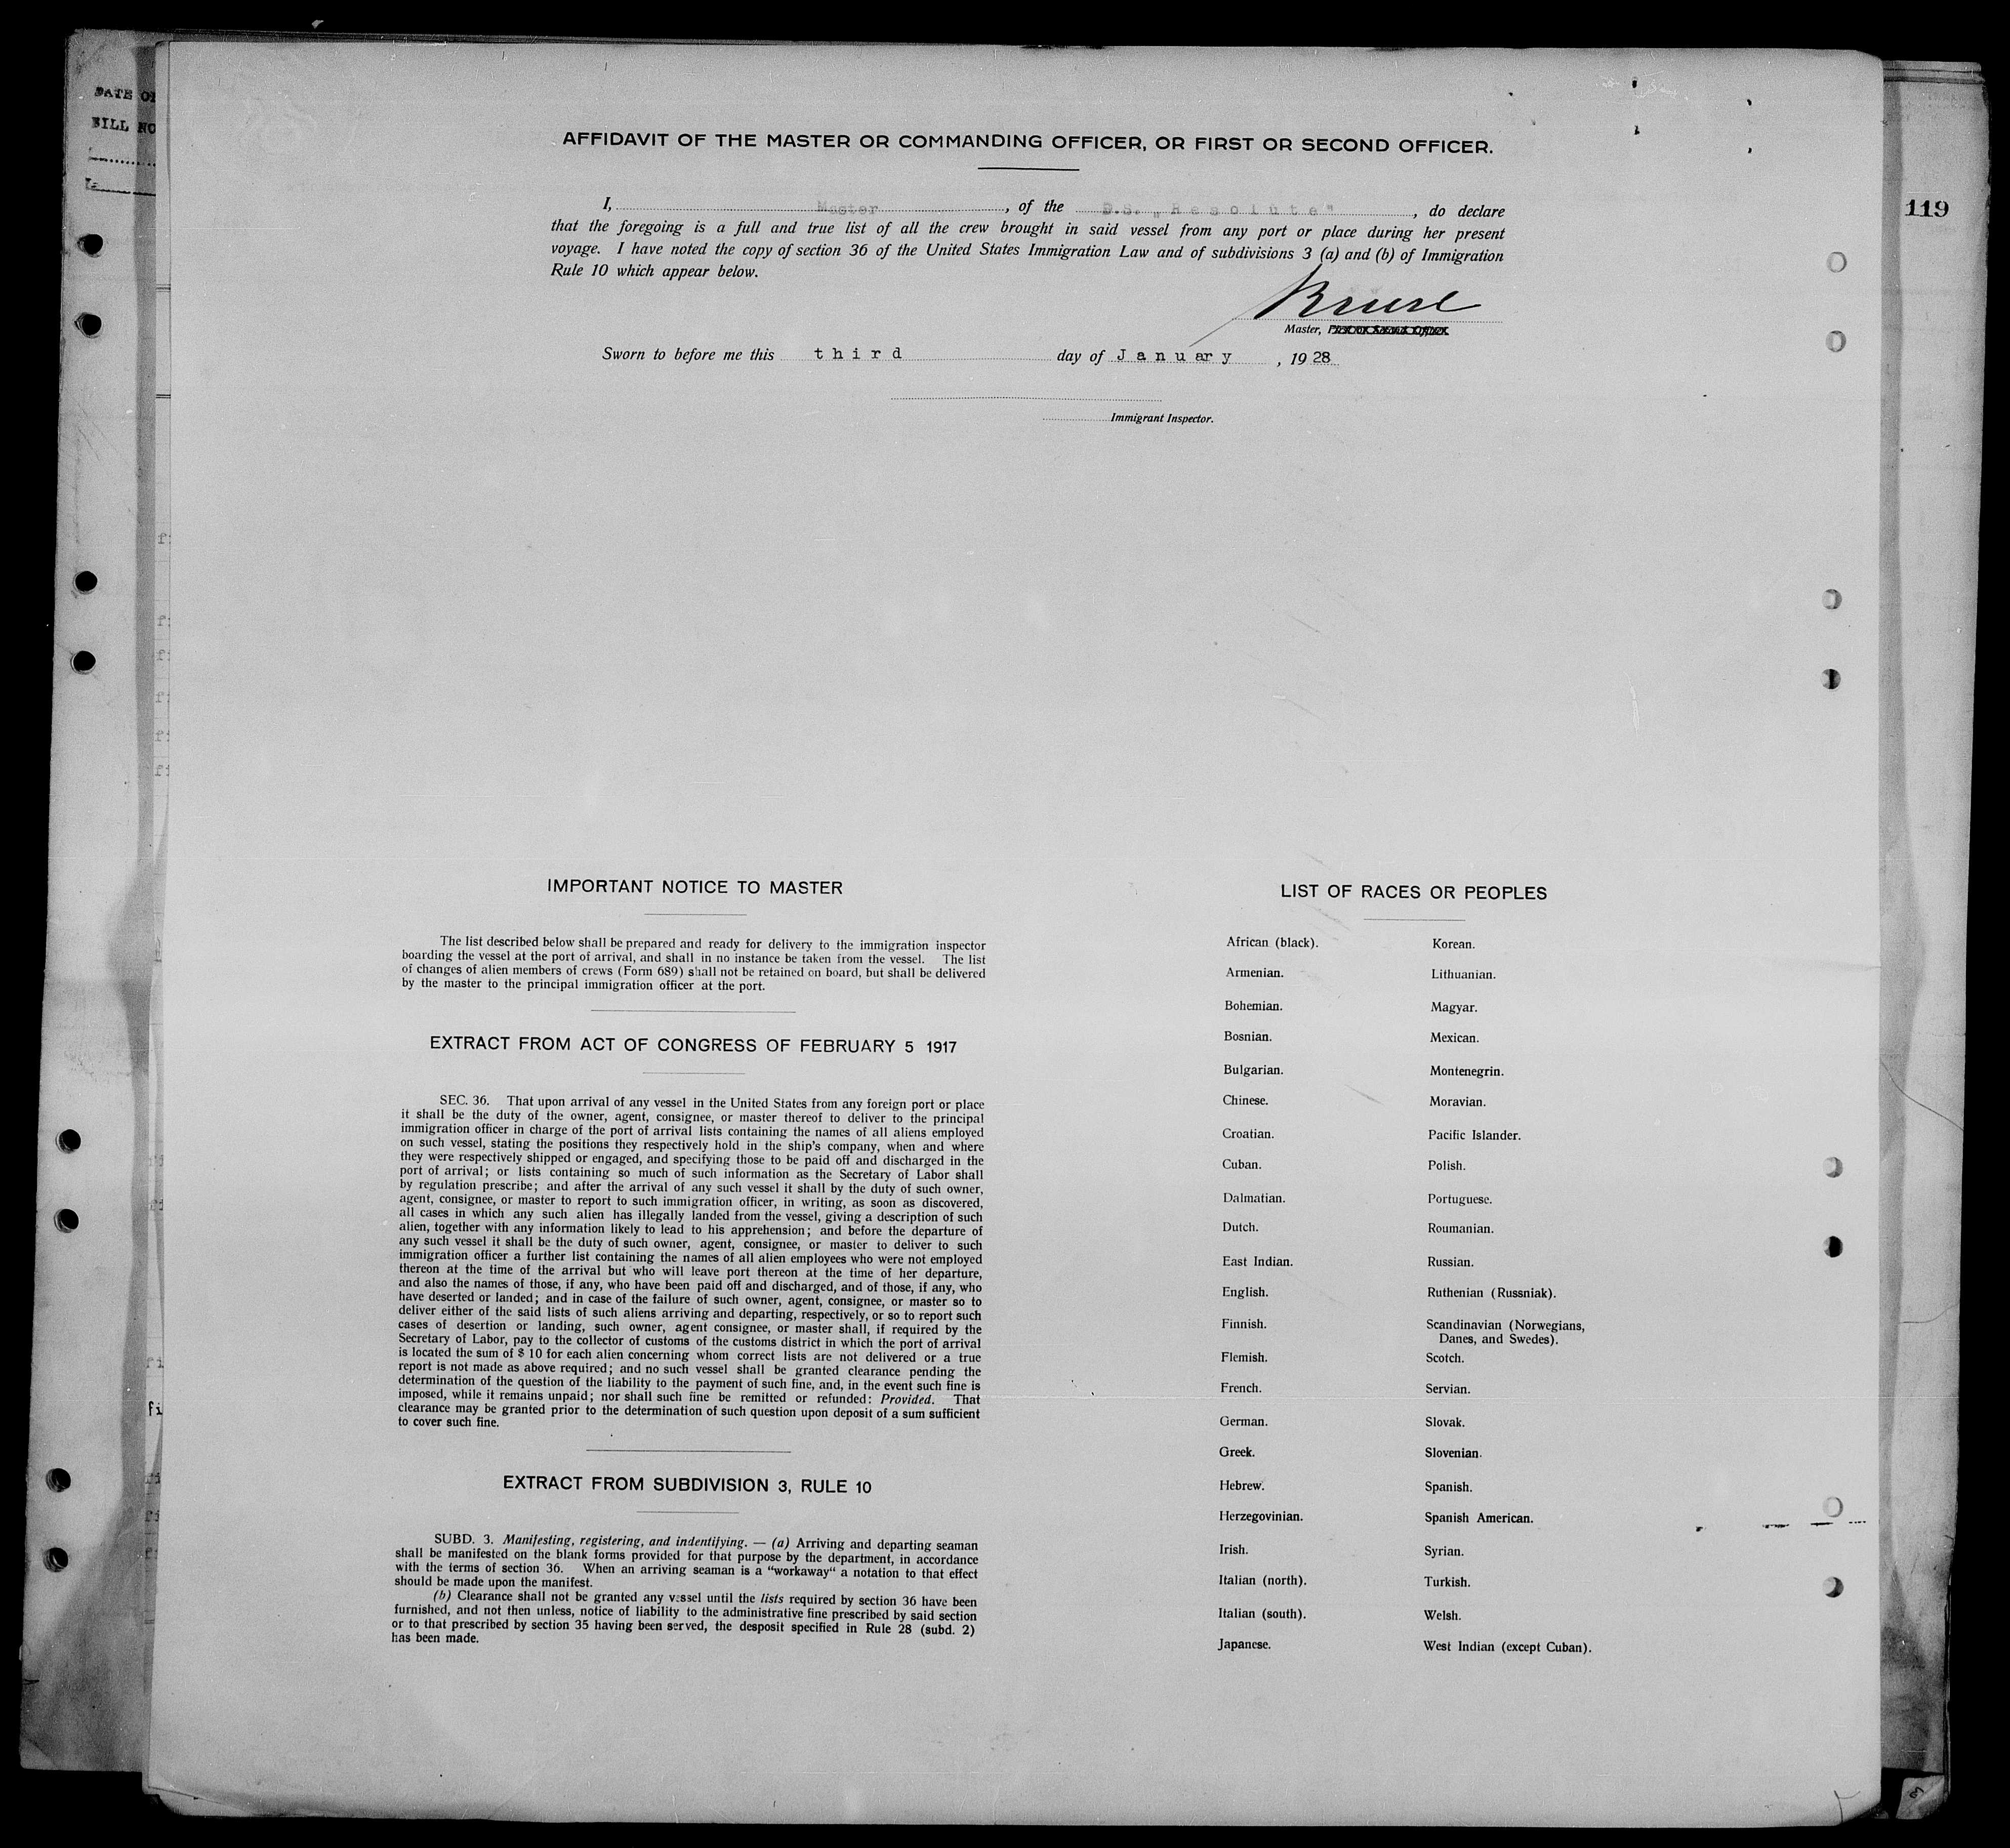 DATE OF
BILL NO
119
AFFIDAVIT OF THE MASTER OR COMMANDING OFFICER, OR FIRST OR SECOND OFFICER.
I, Master, of the D.S. „Resolute", do declare
that the foregoing is a full and true list of all the crew brought in said vessel from any port or place during her present
voyage. I have noted the copy of section 36 of the United States Immigration Law and of subdivisions 3 (a) and (b) of Immigration
Rule 10 which appear below.
Master, First or Second Officer.
Sworn to before me this third day of January, 1928
Immigrant Inspector.
IMPORTANT NOTICE TO MASTER
The list described below shall be prepared and ready for delivery to the immigration inspector
boarding the vessel at the port of arrival, and shall in no instance be taken from the vessel. The list
of changes of alien members of crews (Form 689) shall not be retained on board, but shall be delivered
by the master to the principal immigration officer at the port.
EXTRACT FROM ACT OF CONGRESS OF FEBRUARY 5 1917
SEC. 36. That upon arrival of any vessel in the United States from any foreign port or place
it shall be the duty of the owner, agent, consignee, or master thereof to deliver to the principal
immigration officer in charge of the port of arrival lists containing the names of all aliens employed
on such vessel, stating the positions they respectively hold in the ship's company, when and where
they were respectively shipped or engaged, and specifying those to be paid off and discharged in the
port of arrival; or lists containing so much of such information as the Secretary of Labor shall
by regulation prescribe; and after the arrival of any such vessel it shall by the duty of such owner,
agent, consignee, or master to report to such immigration officer, in writing, as soon as discovered,
all cases in which any such alien has illegally landed from the vessel, giving a description of such
alien, together with any information likely to lead to his apprehension; and before the departure of
any such vessel it shall be the duty of such owner, agent, consignee, or master to deliver to such
immigration officer a further list containing the names of all alien employees who were not employed
thereon at the time of the arrival but who will leave port thereon at the time of her departure,
and also the names of those, if any, who have been paid off and discharged, and of those, if any, who
have deserted or landed; and in case of the failure of such owner, agent, consignee, or master so to
deliver either of the said lists of such aliens arriving and departing, respectively, or so to report such
cases of desertion or landing, such owner, agent consignee, or master shall, if required by the
Secretary of Labor, pay to the collector of customs of the customs district in which the port of arrival
is located the sum of $ 10 for each alien concerning whom correct lists are not delivered or a true
report is not made as above required; and no such vessel shall be granted clearance pending the
determination of the question of the liability to the payment of such fine, and, in the event such fine is
imposed, while it remains unpaid; nor shall such fine be remitted or refunded: Provided. That
clearance may be granted prior to the determination of such question upon deposit of a sum sufficient
to cover such fine.
EXTRACT FROM SUBDIVISION 3, RULE 10
SUBD. 3. Manifesting, registering, and indentifying. — (a) Arriving and departing seaman
shall be manifested on the blank forms provided for that purpose by the department, in accordance
with the terms of section 36. When an arriving seaman is a "workaway" a notation to that effect
should be made upon the manifest.
(b) Clearance shall not be granted any vessel until the lists required by section 36 have been
furnished, and not then unless, notice of liability to the administrative fine prescribed by said section
or to that prescribed by section 35 having been served, the desposit specified in Rule 28 (subd. 2)
has been made.
LIST OF RACES OR PEOPLES
African (black).
Armenian.
Bohemian.
Bosnian.
Bulgarian.
Chinese.
Croatian.
Cuban.
Dalmatian.
Dutch.
East Indian.
English.
Finnish.
Flemish.
French.
German.
Greek.
Hebrew.
Herzegovinian.
Irish.
Italian (north).
Italian (south).
Japanese.
Korean.
Lithuanian.
Magyar.
Mexican.
Montenegrin.
Moravian.
Pacific Islander.
Polish.
Portuguese.
Roumanian.
Russian.
Ruthenian (Russniak).
Scandinavian (Norwegians,
Danes, and Swedes).
Scotch.
Servian.
Slovak.
Slovenian.
Spanish.
Spanish American.
Syrian.
Turkish.
Welsh.
West Indian (except Cuban).